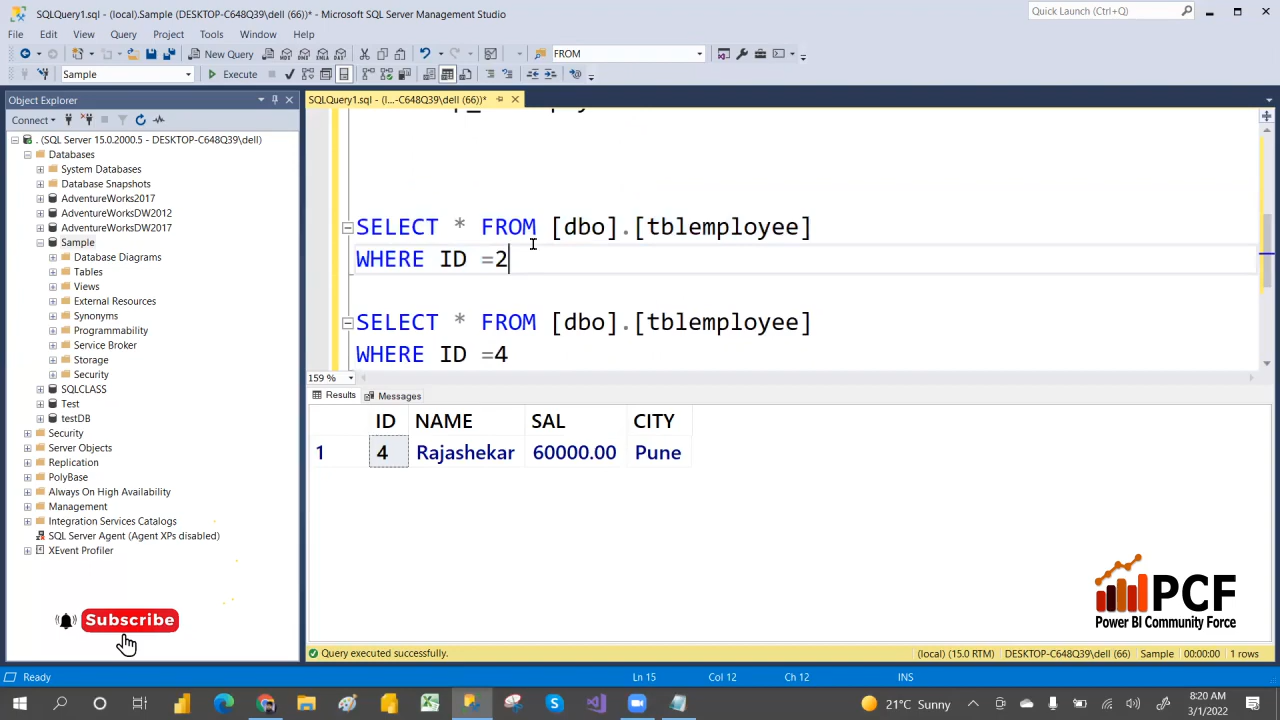 SQLQuery1.sql - (local).Sample (DESKTOP-C648Q39\dell (66))* - Microsoft SQL Server Management Studio
Quick Launch (Ctrl+Q)
File Edit View Query Project Tools Window Help
New Query
FROM
Sample
Execute
Object Explorer
SQLQuery1.sql - (l...-C648Q39\dell (66))*
Connect
. (SQL Server 15.0.2000.5 - DESKTOP-C648Q39\dell)
Databases
System Databases
Database Snapshots
AdventureWorks2017
AdventureWorksDW2012
AdventureWorksDW2017
Sample
Database Diagrams
Tables
Views
External Resources
Synonyms
Programmability
Service Broker
Storage
Security
SQLCLASS
Test
testDB
Security
Server Objects
Replication
PolyBase
Always On High Availability
Management
Integration Services Catalogs
SQL Server Agent (Agent XPs disabled)
XEvent Profiler
SELECT * FROM [dbo].[tblemployee]
WHERE ID =2
SELECT * FROM [dbo].[tblemployee]
WHERE ID =4
159 %
Results Messages
ID NAME SAL CITY
1 4 Rajashekar 60000.00 Pune
PCF
Power BI Community Force
Subscribe
Query executed successfully.
(local) (15.0 RTM) DESKTOP-C648Q39\dell (66) Sample 00:00:00 1 rows
Ready
Ln 15 Col 12 Ch 12 INS
21°C Sunny
8:20 AM
3/1/2022